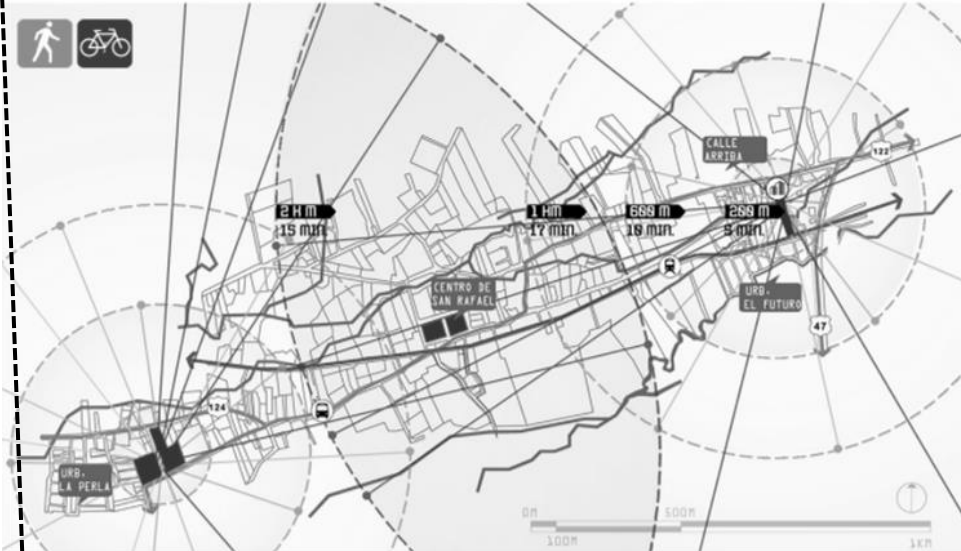 CALLE
ARRIBA
122
2 K M
15 MIN.
1 KM
17 MIN.
600 M
10 MIN.
200 M
5 MIN.
CENTRO DE
SAN RAFAEL
URB.
EL FUTURO
47
124
URB.
LA PERLA
0M
500M
100M
1KM